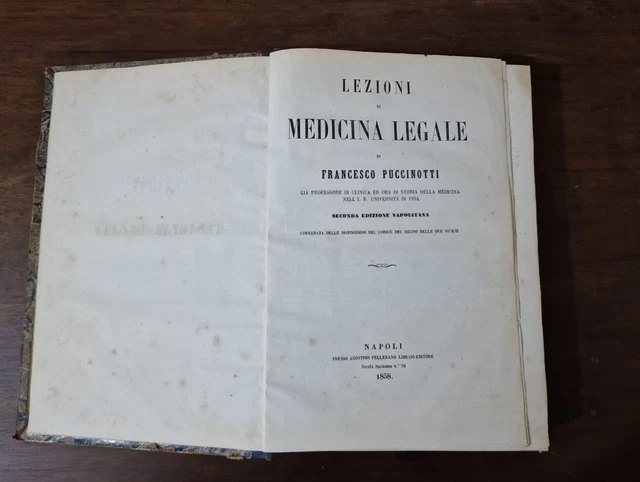 LEZIONI
DI
MEDICINA LEGALE
DI
FRANCESCO PUCCINOTTI
GIÀ PROFESSORE DI CLINICA ED ORA DI STORIA DELLA MEDICINA
NELL'I. R. UNIVERSITÀ DI PISA
SECONDA EDIZIONE NAPOLITANA
CORREDATA DELLE DISPOSIZIONI DEL CODICE DEL REGNO DELLE DUE SICILIE
NAPOLI
PRESSO AGOSTINO PELLERANO LIBRAIO-EDITORE
Strada n.°
1858.